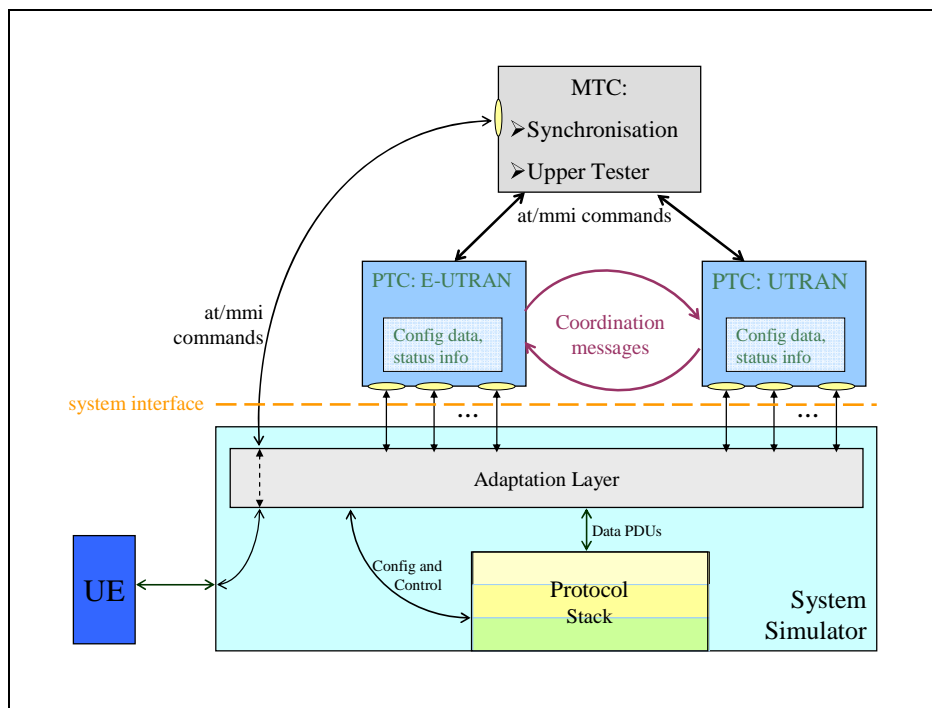 MTC:
➢Synchronisation
➢Upper Tester
at/mmi commands
PTC: E-UTRAN
PTC: UTRAN
at/mmi
commands
Config data,
status info
Coordination
messages
Config data,
status info
system interface
...
...
Adaptation Layer
Data PDUs
Config and
Control
UE
Protocol
Stack
System
Simulator